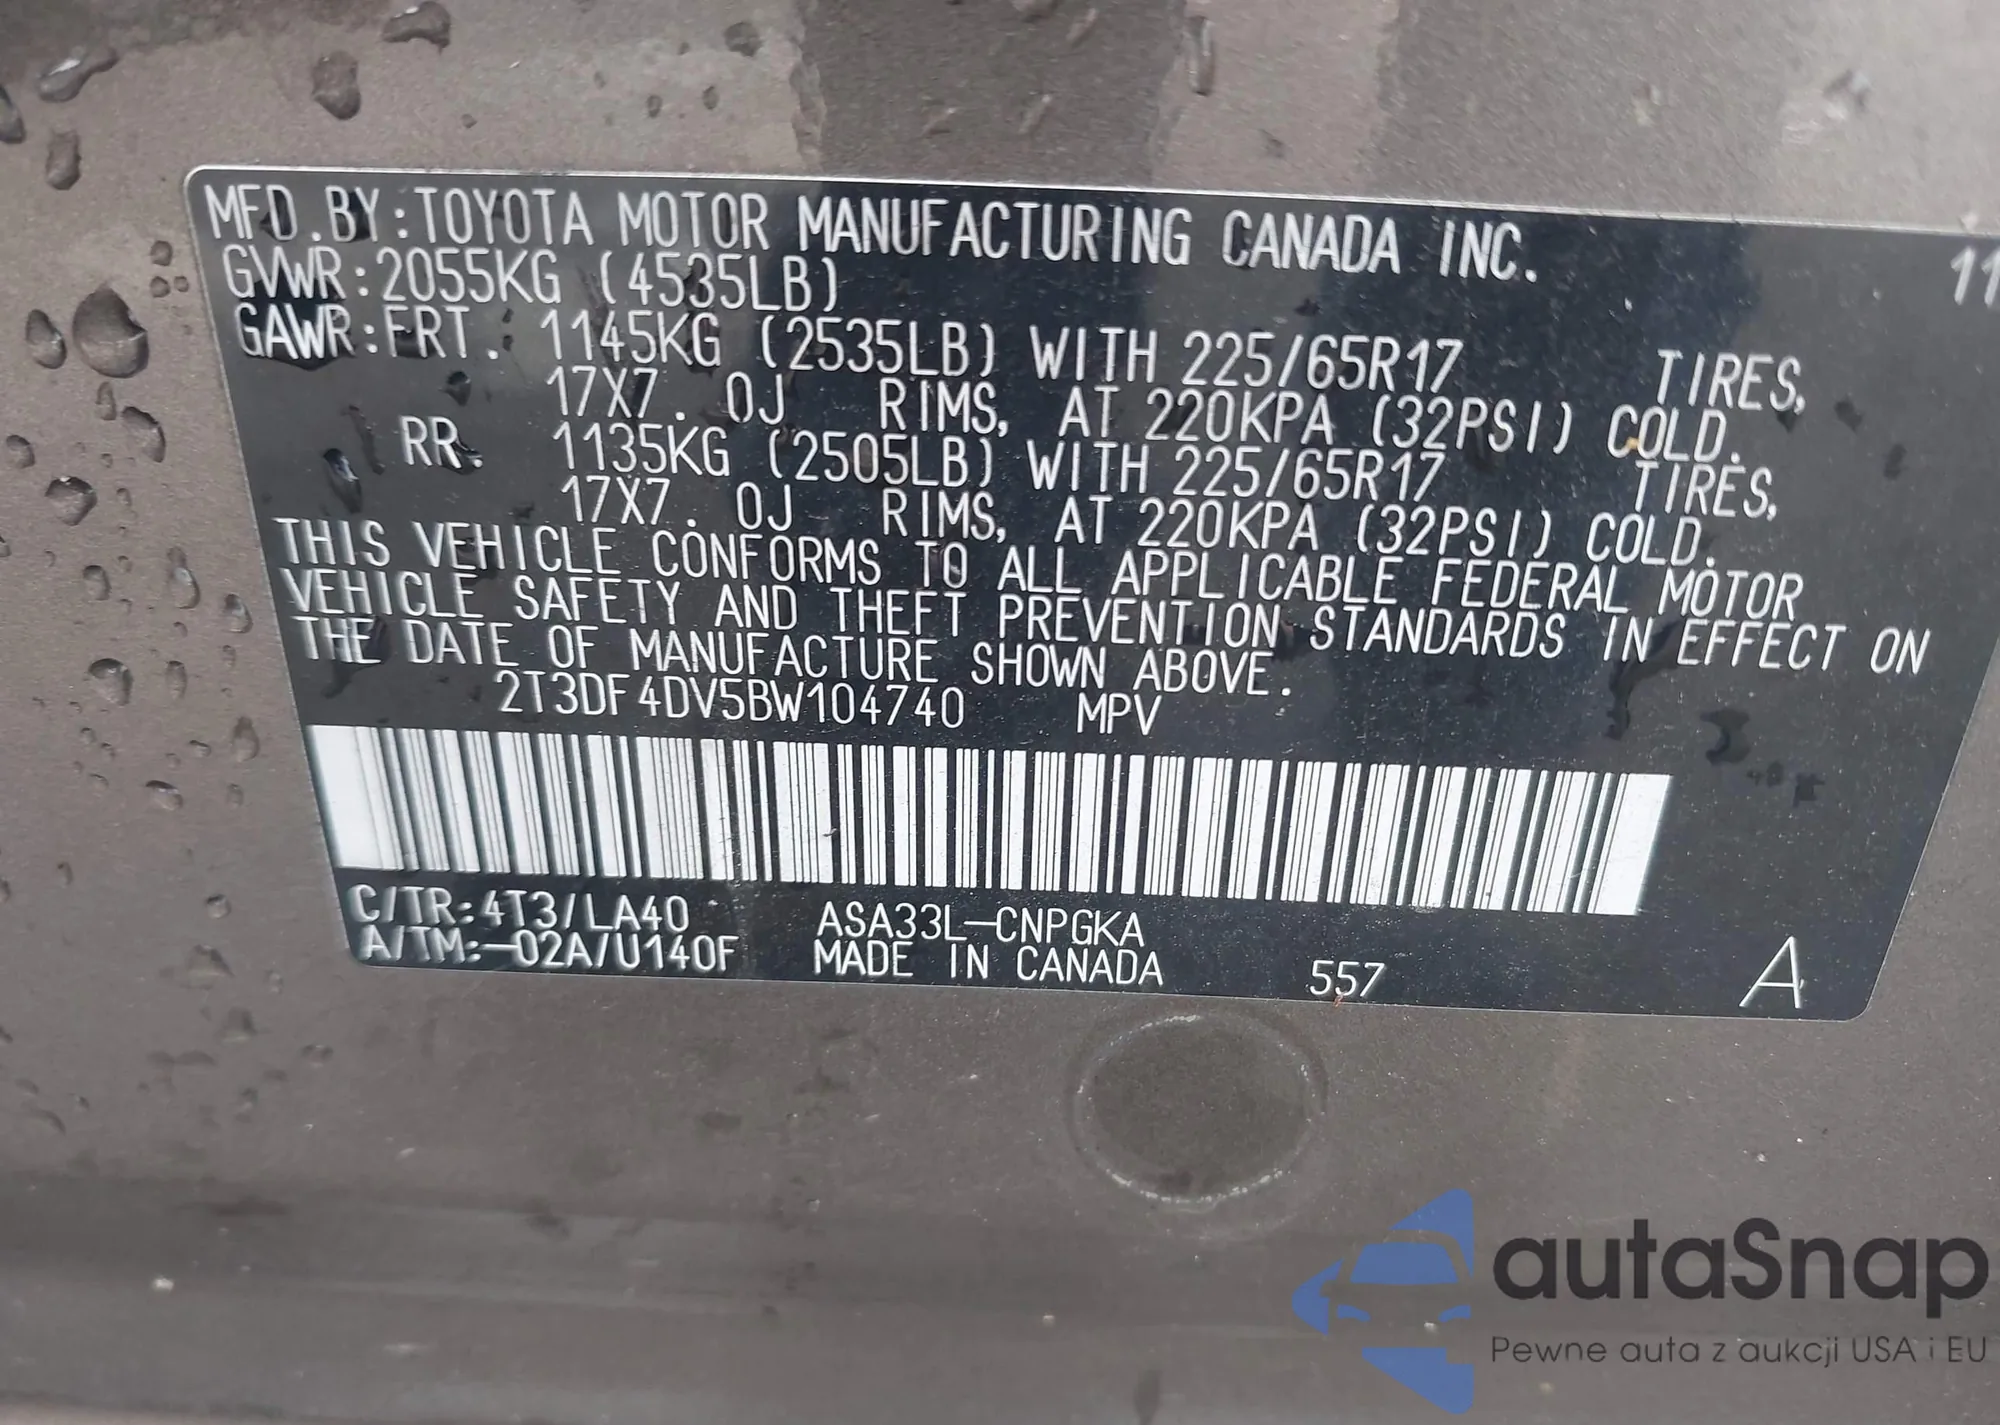 MFD.BY:TOYOTA MOTOR MANUFACTURING CANADA INC. 11
GVWR:2055KG (4535LB)
GAWR:FRT. 1145KG (2535LB) WITH 225/65R17 TIRES,
17X7.0J RIMS, AT 220KPA (32PSI) COLD.
RR. 1135KG (2505LB) WITH 225/65R17 TIRES,
17X7.0J RIMS, AT 220KPA (32PSI) COLD.
THIS VEHICLE CONFORMS TO ALL APPLICABLE FEDERAL MOTOR
VEHICLE SAFETY AND THEFT PREVENTION STANDARDS IN EFFECT ON
THE DATE OF MANUFACTURE SHOWN ABOVE.
2T3DF4DV5BW104740 MPV
C/TR:4T3/LA40 ASA33L-CNPGKA
A/TM:-02A/U140F MADE IN CANADA 557 A
autaSnap
Pewne auta z aukcji USA i EU